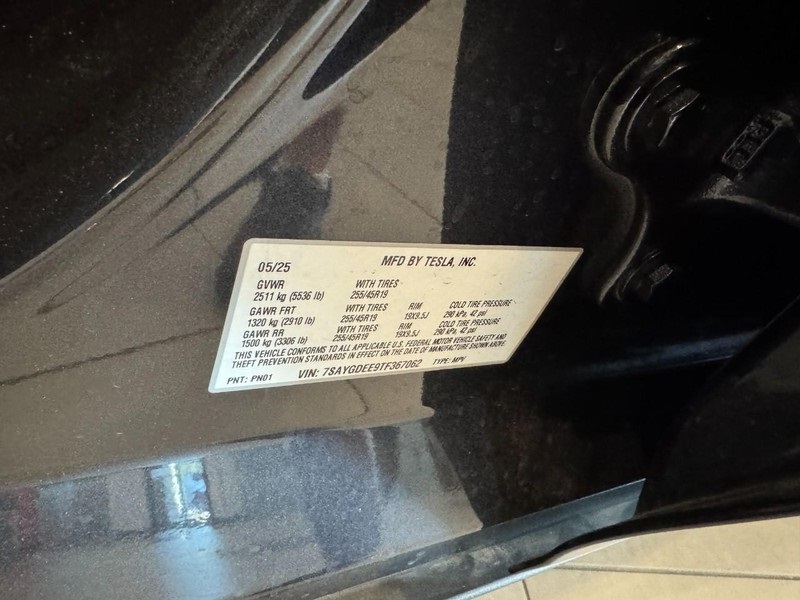 05/25 MFD BY TESLA, INC.
GVWR WITH TIRES
2511 kg (5536 lb) 255/45R19
GAWR FRT WITH TIRES RIM COLD TIRE PRESSURE
1320 kg (2910 lb) 255/45R19 19X9.5J 290 kPa, 42 psi
GAWR RR WITH TIRES RIM COLD TIRE PRESSURE
1500 kg (3306 lb) 255/45R19 19X9.5J 290 kPa, 42 psi
THIS VEHICLE CONFORMS TO ALL APPLICABLE U.S. FEDERAL MOTOR VEHICLE SAFETY AND
THEFT PREVENTION STANDARDS IN EFFECT ON THE DATE OF MANUFACTURE SHOWN ABOVE.
PNT: PN01 VIN: 7SAYGDEE9TF367062 TYPE: MPV